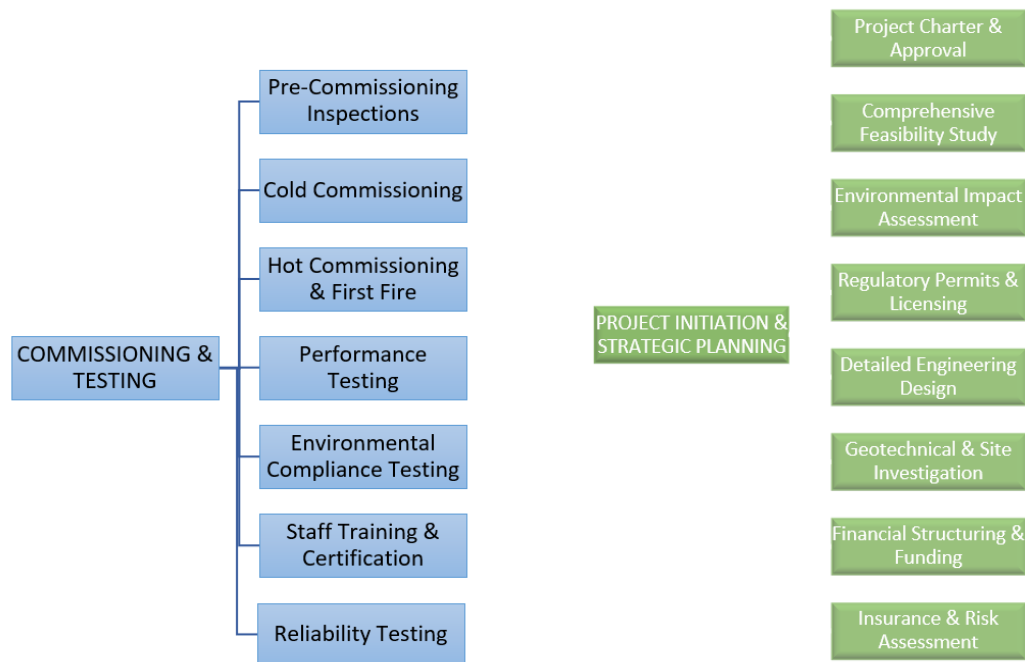 COMMISSIONING &
TESTING
Pre-Commissioning
Inspections
Cold Commissioning
Hot Commissioning
& First Fire
Performance
Testing
Environmental
Compliance Testing
Staff Training &
Certification
Reliability Testing
PROJECT INITIATION &
STRATEGIC PLANNING
Project Charter &
Approval
Comprehensive
Feasibility Study
Environmental Impact
Assessment
Regulatory Permits &
Licensing
Detailed Engineering
Design
Geotechnical & Site
Investigation
Financial Structuring &
Funding
Insurance & Risk
Assessment